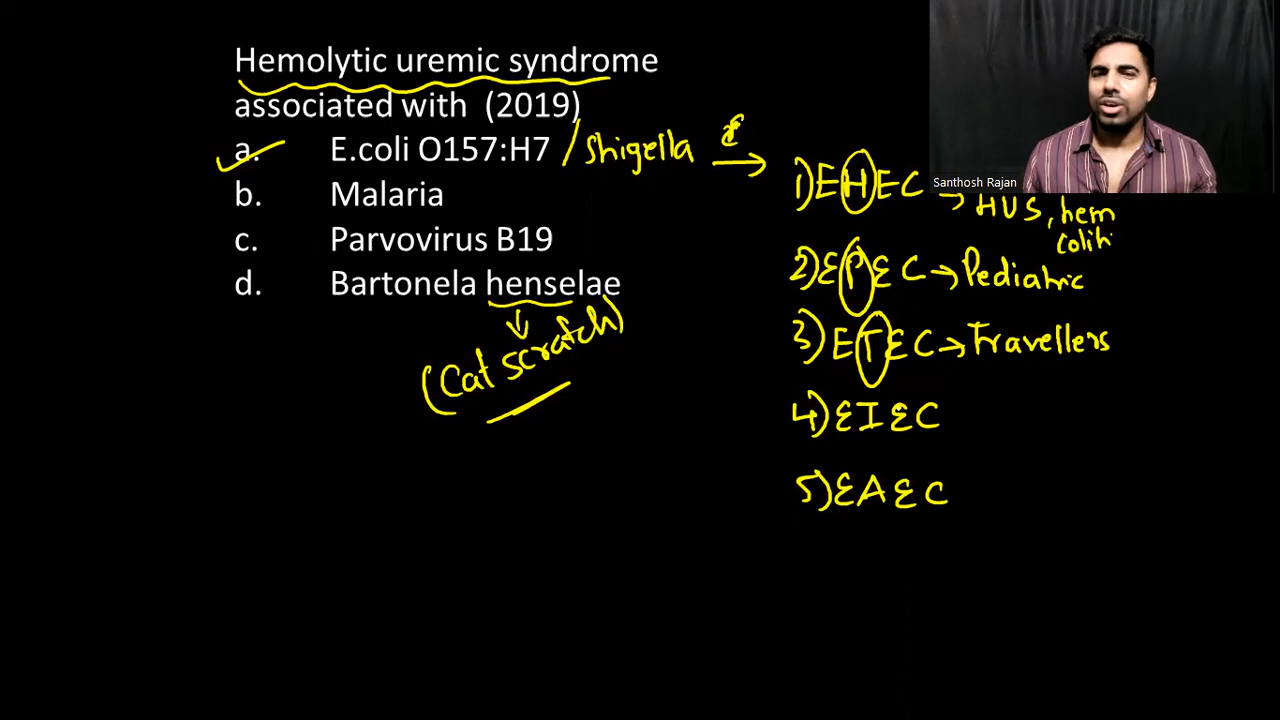 Hemolytic uremic syndrome
associated with (2019)
a. E.coli O157:H7 / Shigella →
b. Malaria
c. Parvovirus B19
d. Bartonela henselae
(Cat scratch)
Santhosh Rajan
1) EHEC → HUS, hem
coliti
2) EPEC → Pediatric
3) ETEC → Travellers
4) EIEC
5) EAEC